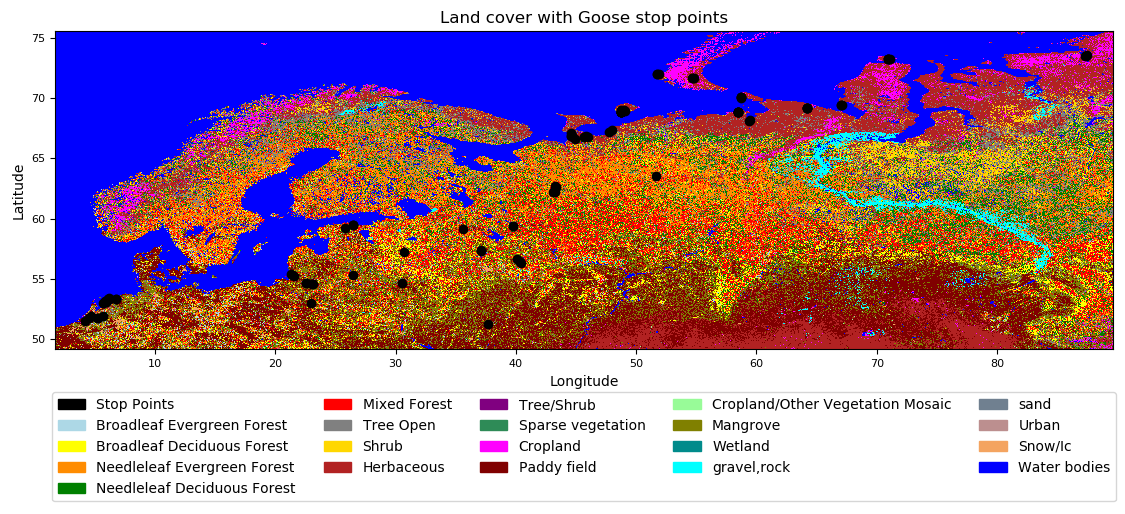 Land cover with Goose stop points
75
70
65
60
55
50
Latitude
10 20 30 40 50 60 70 80
Longitude
Stop Points
Broadleaf Evergreen Forest
Broadleaf Deciduous Forest
Needleleaf Evergreen Forest
Needleleaf Deciduous Forest
Mixed Forest
Tree Open
Shrub
Herbaceous
Tree/Shrub
Sparse vegetation
Cropland
Paddy field
Cropland/Other Vegetation Mosaic
Mangrove
Wetland
gravel,rock
sand
Urban
Snow/Ic
Water bodies